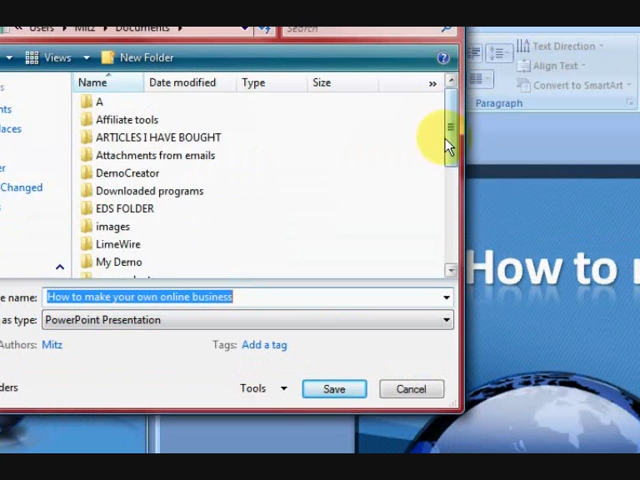 Users ▸ Mitz ▸ Documents
Search
Views
New Folder
Name
Date modified
Type
Size
»
A
Affiliate tools
ARTICLES I HAVE BOUGHT
Attachments from emails
DemoCreator
Downloaded programs
EDS FOLDER
images
LimeWire
My Demo
Changed
name: How to make your own online business
as type: PowerPoint Presentation
Authors: Mitz
Tags: Add a tag
Tools
Save
Cancel
Text Direction
Align Text
Convert to SmartArt
Paragraph
How to